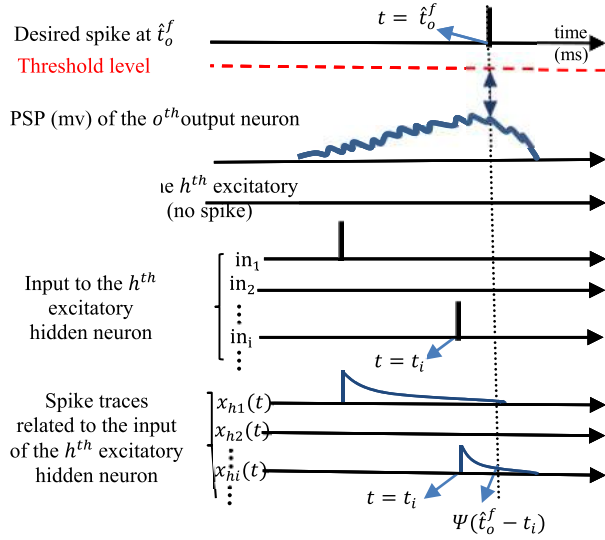 Desired spike at t̂_o^f
t = t̂_o^f
time
(ms)
Threshold level
PSP (mv) of the o^th output neuron
h^th excitatory
(no spike)
Input to the h^th
excitatory
hidden neuron
in_1
in_2
⋮
in_i
⋮
t = t_i
Spike traces
related to the input
of the h^th excitatory
hidden neuron
x_h1(t)
x_h2(t)
⋮
x_hi(t)
⋮
t = t_i
Ψ(t̂_o^f − t_i)